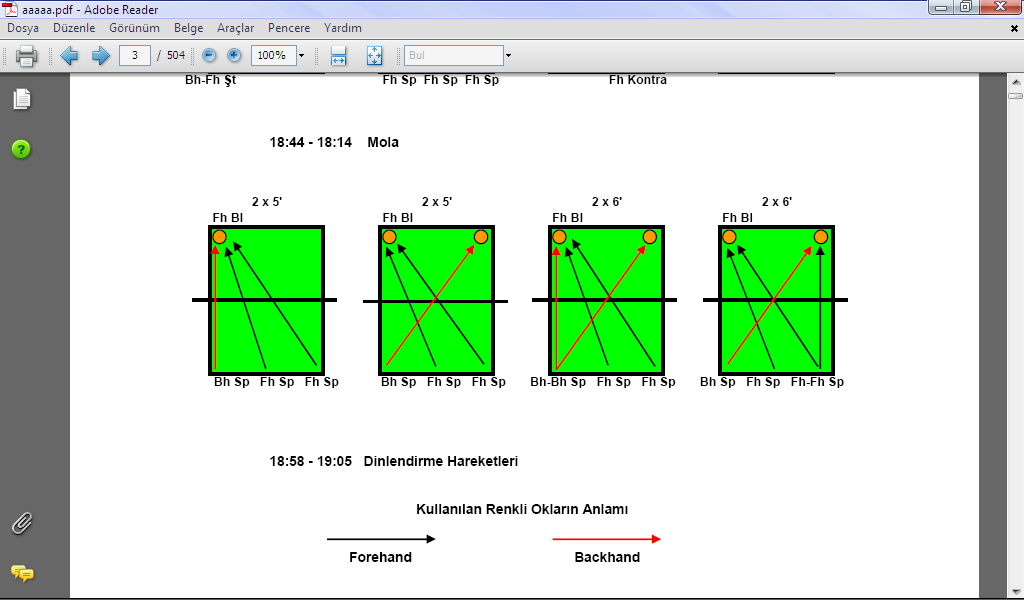 aaaaa.pdf - Adobe Reader
Dosya Düzenle Görünüm Belge Araçlar Pencere Yardım
3 / 504 100% Bul
Bh-Fh Şt Fh Sp Fh Sp Fh Sp Fh Kontra
18:44 - 18:14 Mola
2 x 5' 2 x 5' 2 x 6' 2 x 6'
Fh Bl Fh Bl Fh Bl Fh Bl
Bh Sp Fh Sp Fh Sp Bh Sp Fh Sp Fh Sp Bh-Bh Sp Fh Sp Fh Sp Bh Sp Fh Sp Fh-Fh Sp
18:58 - 19:05 Dinlendirme Hareketleri
Kullanılan Renkli Okların Anlamı
Forehand Backhand